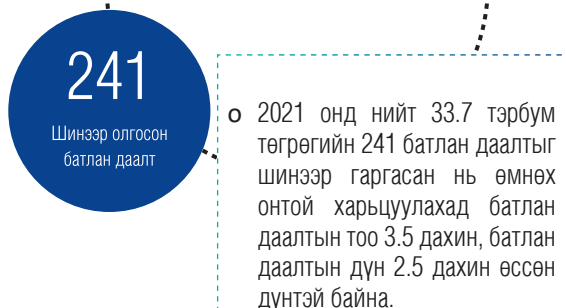 241
Шинээр олгосон
батлан даалт
о 2021 онд нийт 33.7 тэрбум
төгрөгийн 241 батлан даалтыг
шинээр гаргасан нь өмнөх
онтой харьцуулахад батлан
даалтын тоо 3.5 дахин, батлан
даалтын дүн 2.5 дахин өссөн
дүнтэй байна.